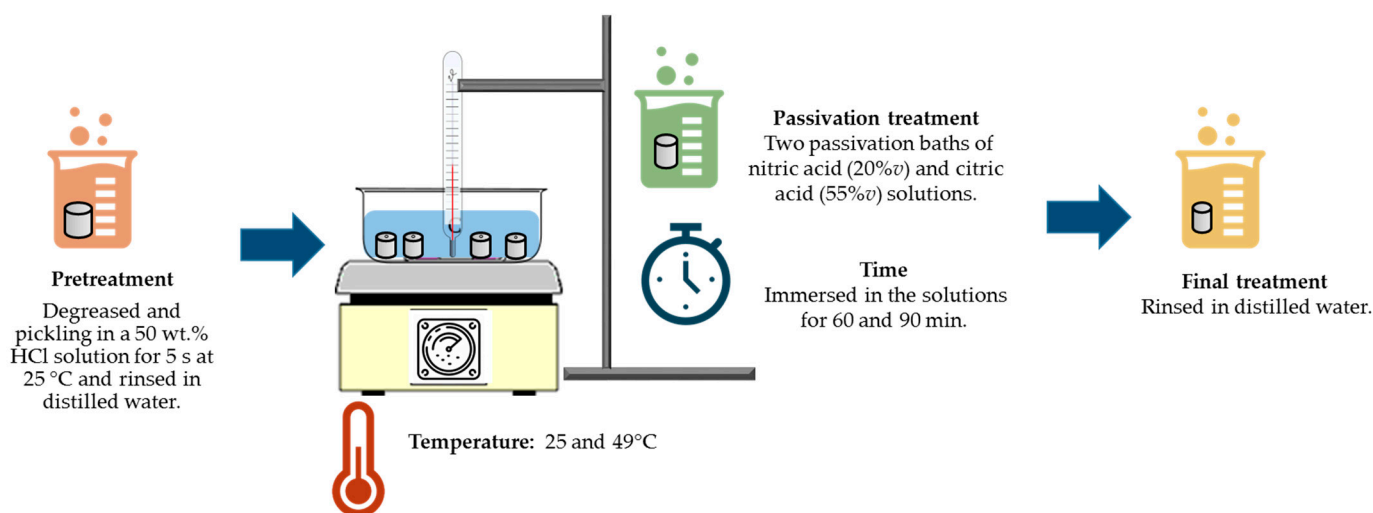 Pretreatment
Degreased and
pickling in a 50 wt.%
HCl solution for 5 s at
25 °C and rinsed in
distilled water.
Temperature: 25 and 49°C
Passivation treatment
Two passivation baths of
nitric acid (20%v) and citric
acid (55%v) solutions.
Time
Immersed in the solutions
for 60 and 90 min.
Final treatment
Rinsed in distilled water.